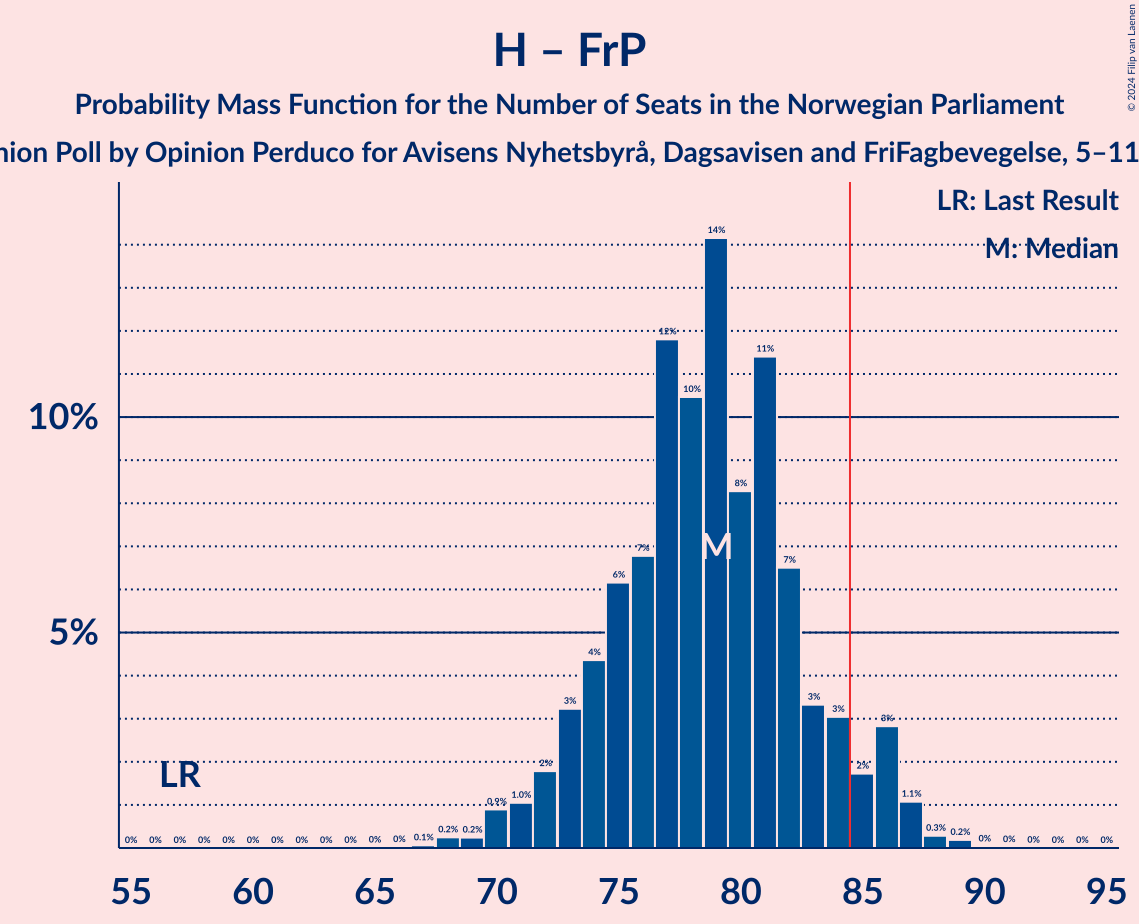 © 2024 Filip van Laenen
H – FrP
Probability Mass Function for the Number of Seats in the Norwegian Parliament
nion Poll by Opinion Perduco for Avisens Nyhetsbyrå, Dagsavisen and FriFagbevegelse, 5–11
LR: Last Result
M: Median
10%
5%
LR
M
0% 0% 0% 0% 0% 0% 0% 0% 0% 0% 0% 0% 0.1% 0.2% 0.2% 0.9% 1.0% 2% 3% 4% 6% 7% 12% 10% 14% 8% 11% 7% 3% 3% 2% 3% 1.1% 0.3% 0.2% 0% 0% 0% 0% 0% 0%
55 60 65 70 75 80 85 90 95